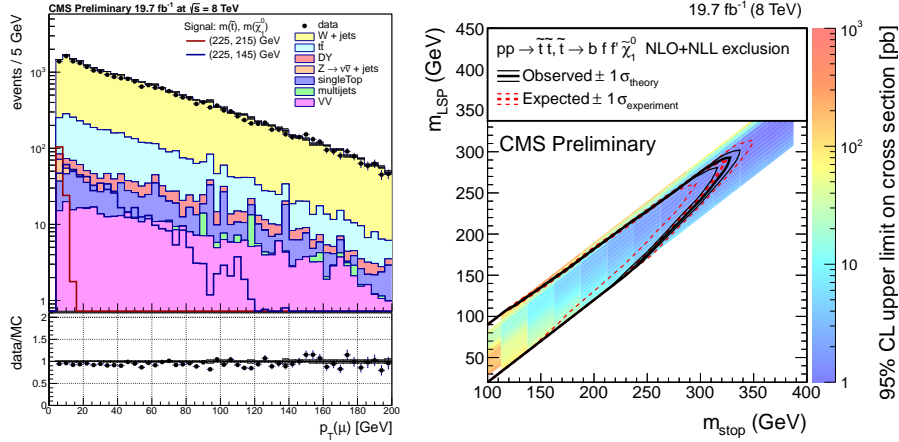 CMS Preliminary 19.7 fb⁻¹ at √s = 8 TeV
Signal: m(t̃), m(χ̃₁⁰)
(225, 215) GeV
(225, 145) GeV
data
W + jets
tt̄
DY
Z → νν̄ + jets
singleTop
multijets
VV
events / 5 GeV
10³
10²
10
1
data/MC
2
1.5
1
0.5
0
0 20 40 60 80 100 120 140 160 180 200
p_T(μ) [GeV]
19.7 fb⁻¹ (8 TeV)
pp → t̃ t̃, t̃ → b f f' χ̃₁⁰ NLO+NLL exclusion
Observed ± 1 σ_theory
Expected ± 1 σ_experiment
CMS Preliminary
m_LSP (GeV)
450
400
350
300
250
200
150
100
50
100 150 200 250 300 350 400
m_stop (GeV)
10³
10²
10
1
95% CL upper limit on cross section [pb]